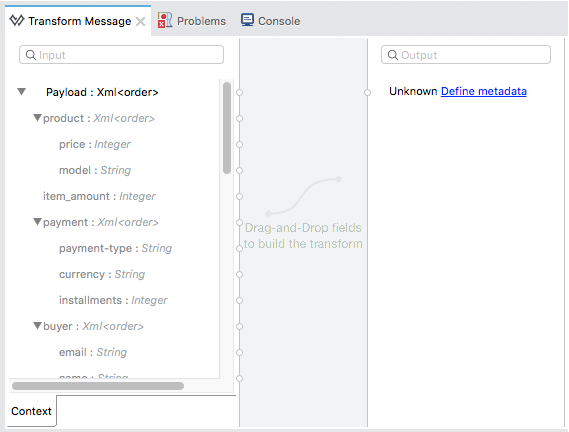 Transform Message
Problems
Console
Input
Output
Payload : Xml<order>
Unknown Define metadata
product : Xml<order>
price : Integer
model : String
item_amount : Integer
payment : Xml<order>
payment-type : String
currency : String
installments : Integer
buyer : Xml<order>
email : String
name : String
Drag-and-Drop fields
to build the transform
Context